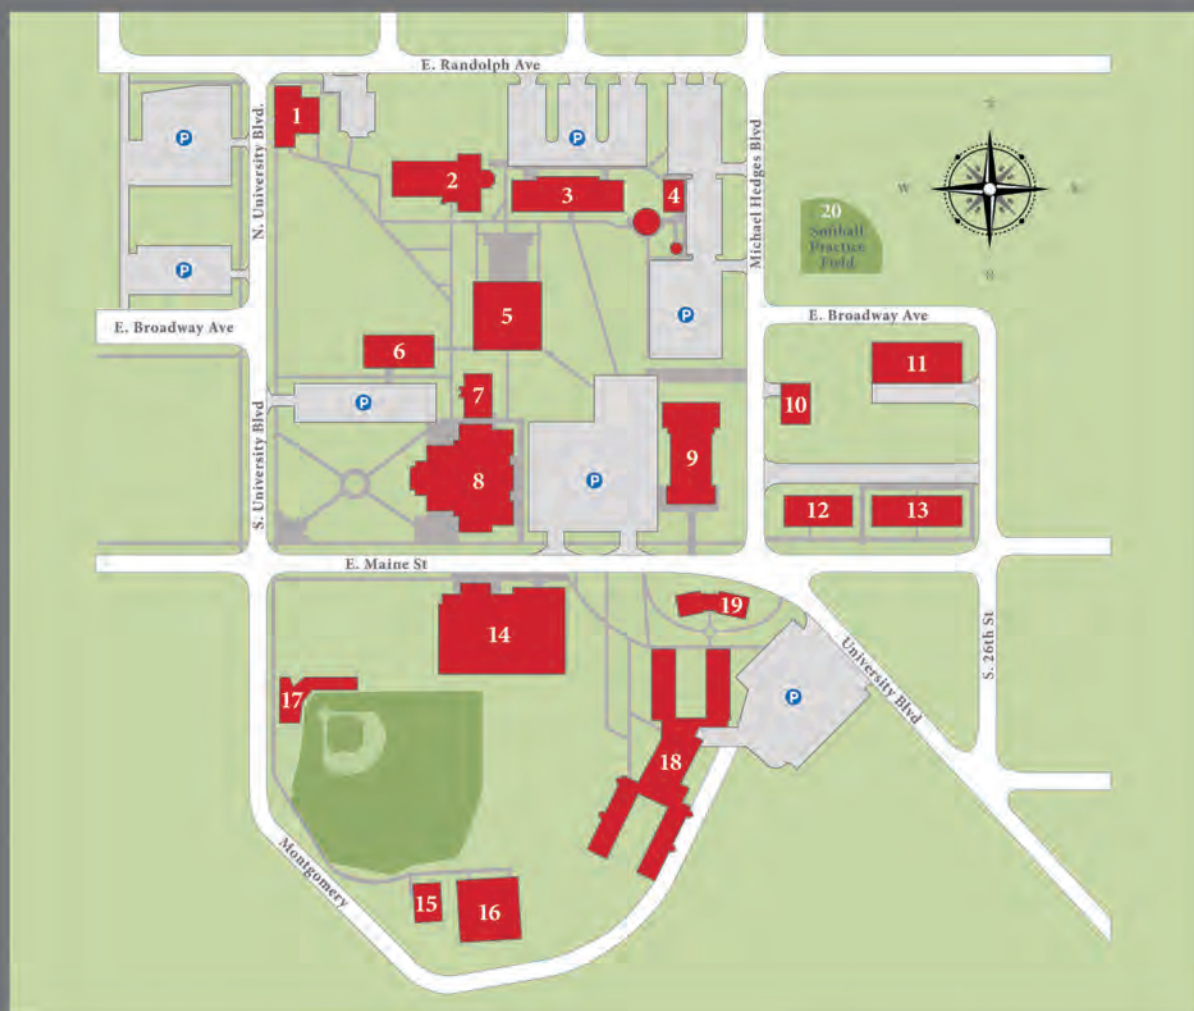 E. Randolph Ave
N. University Blvd.
Michael Hedges Blvd
P
P
1
2
3
4
W
20
Softball
Practice
Field
P
E. Broadway Ave
E. Broadway Ave
5
P
6
11
7
P
10
S. University Blvd
8
P
9
12
13
E. Maine St
19
14
S. 26th St
University Blvd
17
P
18
Montgomery
15
16